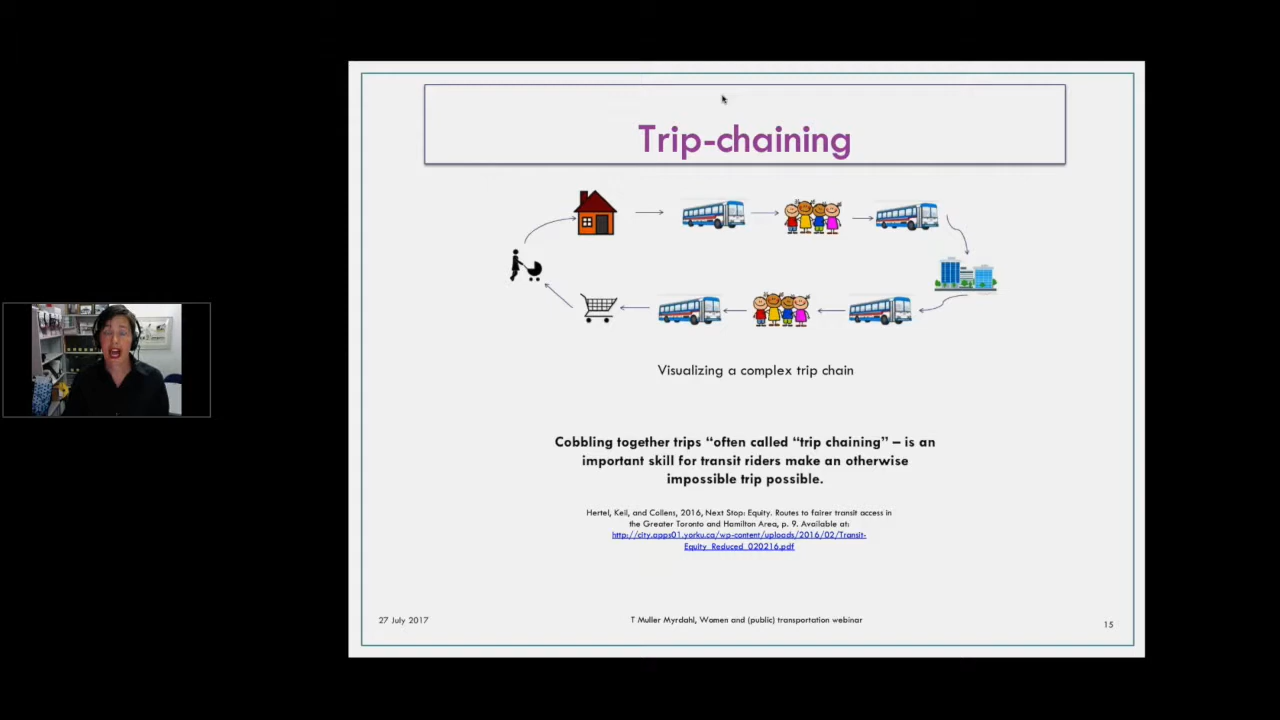 Trip-chaining
Visualizing a complex trip chain
Cobbling together trips “often called “trip chaining” – is an
important skill for transit riders make an otherwise
impossible trip possible.
Hertel, Keil, and Collens, 2016, Next Stop: Equity. Routes to fairer transit access in
the Greater Toronto and Hamilton Area, p. 9. Available at:
http://city.apps01.yorku.ca/wp-content/uploads/2016/02/Transit-
Equity_Reduced_020216.pdf
27 July 2017
T Muller Myrdahl, Women and (public) transportation webinar
15